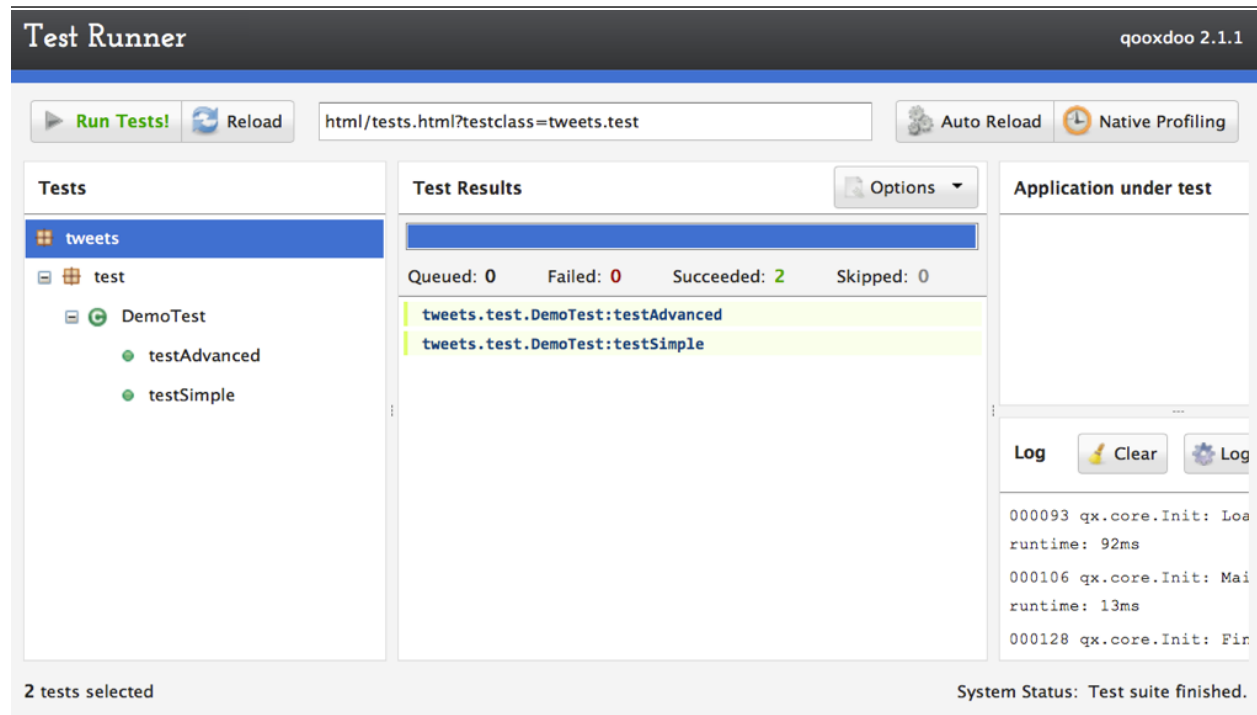 Test Runner
qooxdoo 2.1.1
Run Tests!
Reload
html/tests.html?testclass=tweets.test
Auto Reload
Native Profiling
Tests
tweets
test
DemoTest
testAdvanced
testSimple
Test Results
Options
Queued: 0 Failed: 0 Succeeded: 2 Skipped: 0
tweets.test.DemoTest:testAdvanced
tweets.test.DemoTest:testSimple
Application under test
Log
Clear
Log
000093 qx.core.Init: Loa
runtime: 92ms
000106 qx.core.Init: Mai
runtime: 13ms
000128 qx.core.Init: Fin
2 tests selected
System Status: Test suite finished.